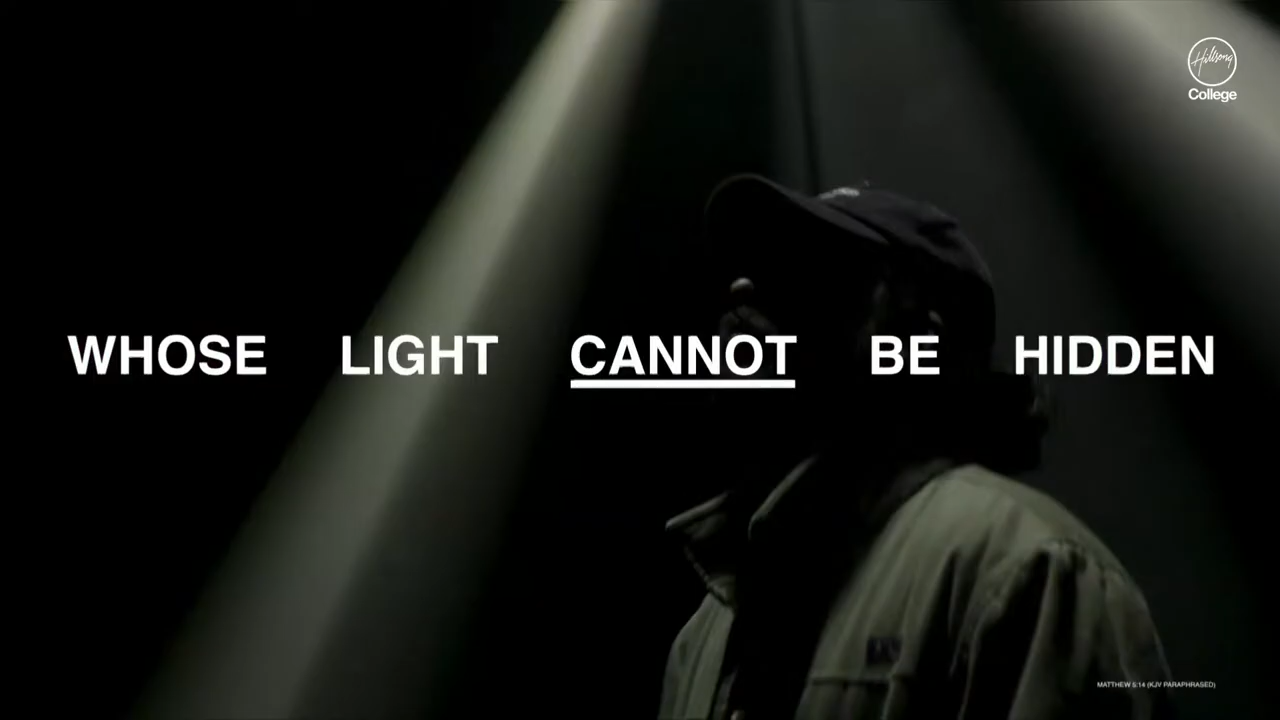 Hillsong
College
WHOSE LIGHT CANNOT BE HIDDEN
MATTHEW 5:14 (KJV PARAPHRASED)